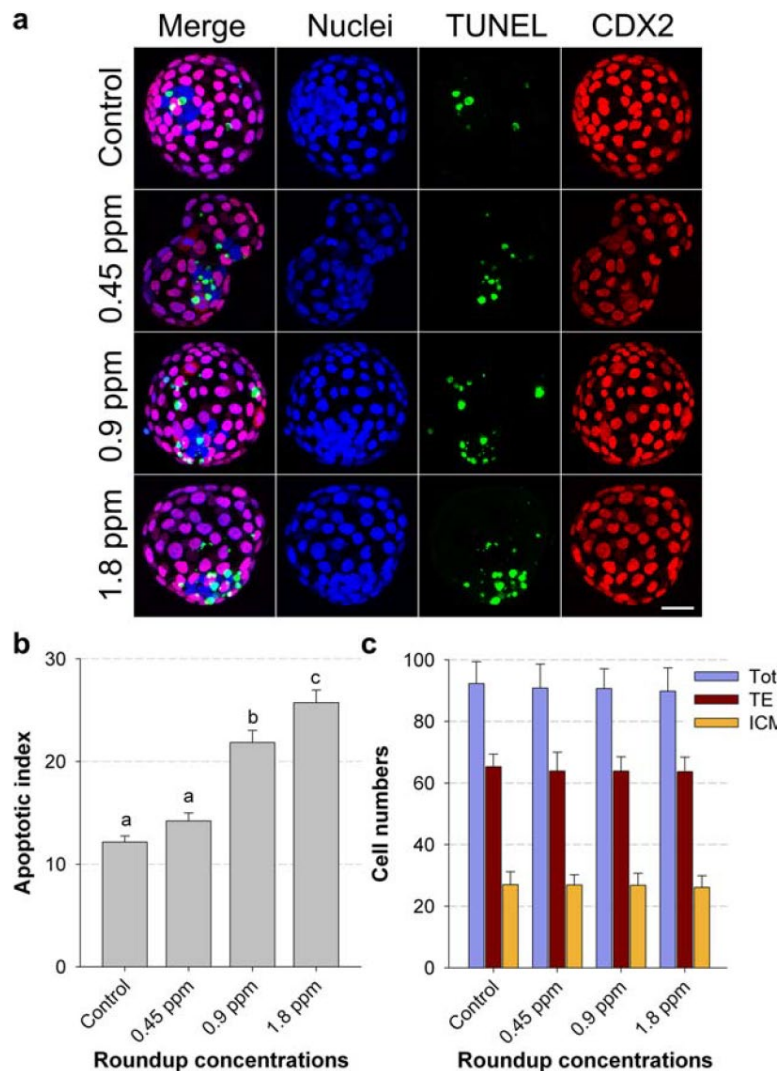 a
Merge Nuclei TUNEL CDX2
Control
0.45 ppm
0.9 ppm
1.8 ppm
b
30
20
10
0
Apoptotic index
a
a
b
c
Control
0.45 ppm
0.9 ppm
1.8 ppm
Roundup concentrations
c
100
80
60
40
20
0
Cell numbers
Tot
TE
ICM
Control
0.45 ppm
0.9 ppm
1.8 ppm
Roundup concentrations